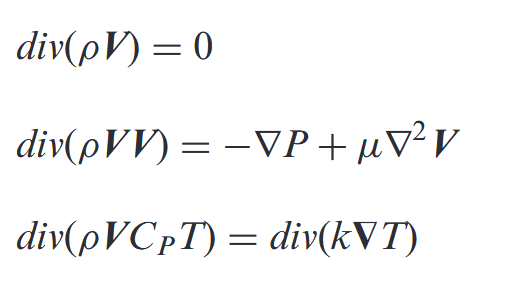 div(ρV) = 0
div(ρVV) = −∇P + μ∇²V
div(ρVC_PT) = div(k∇T)